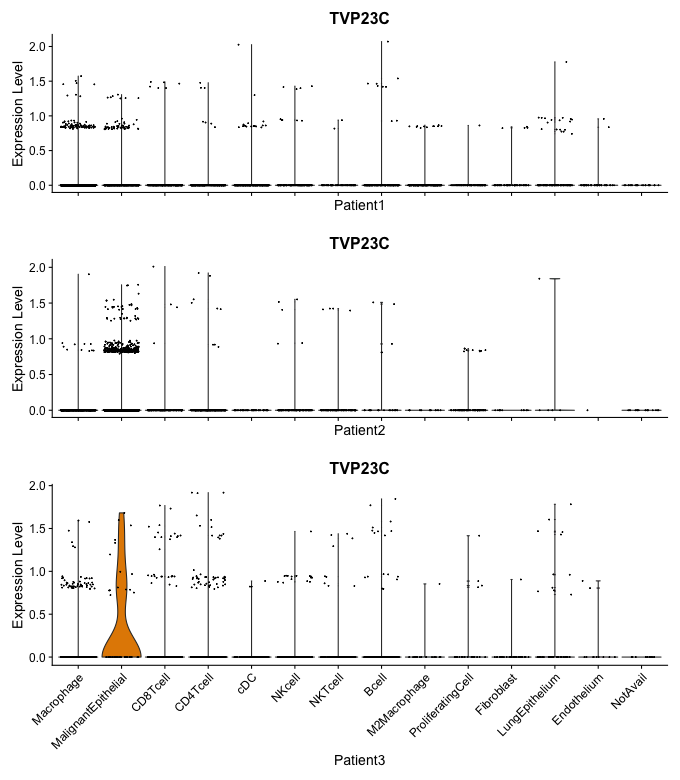 TVP23C
Expression Level
2.0
1.5
1.0
0.5
0.0
Patient1
TVP23C
Expression Level
2.0
1.5
1.0
0.5
0.0
Patient2
TVP23C
Expression Level
2.0
1.5
1.0
0.5
0.0
Macrophage
MalignantEpithelial
CD8Tcell
CD4Tcell
cDC
NKcell
NKTcell
Bcell
M2Macrophage
ProliferatingCell
Fibroblast
LungEpithelium
Endothelium
NotAvail
Patient3